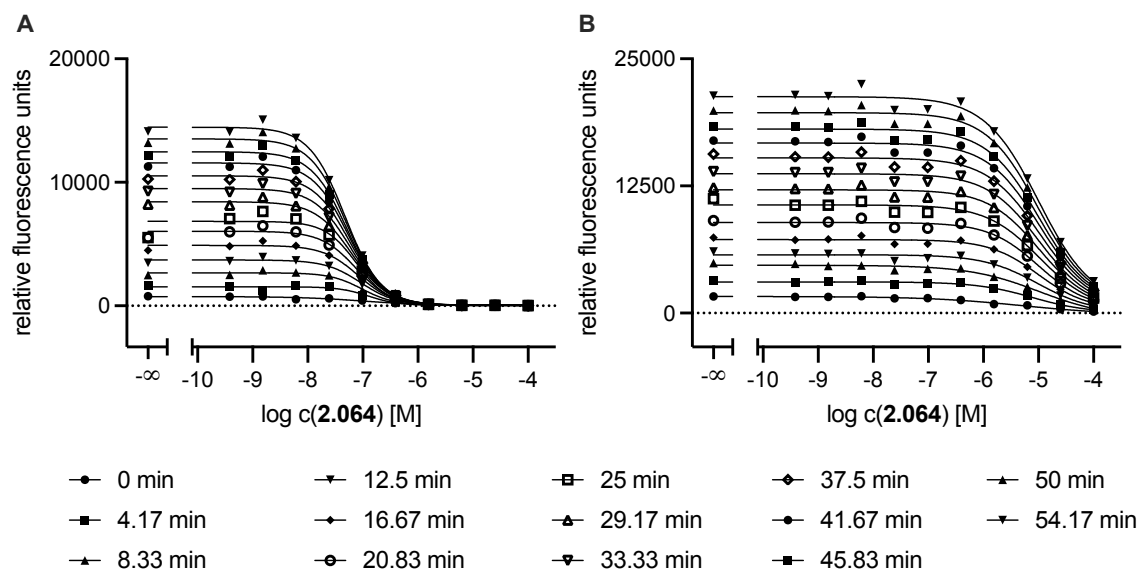 A
B
relative fluorescence units
20000
10000
0
-∞
-10 -9 -8 -7 -6 -5 -4
log c(2.064) [M]
relative fluorescence units
25000
12500
0
-∞
-10 -9 -8 -7 -6 -5 -4
log c(2.064) [M]
0 min 12.5 min 25 min 37.5 min 50 min
4.17 min 16.67 min 29.17 min 41.67 min 54.17 min
8.33 min 20.83 min 33.33 min 45.83 min